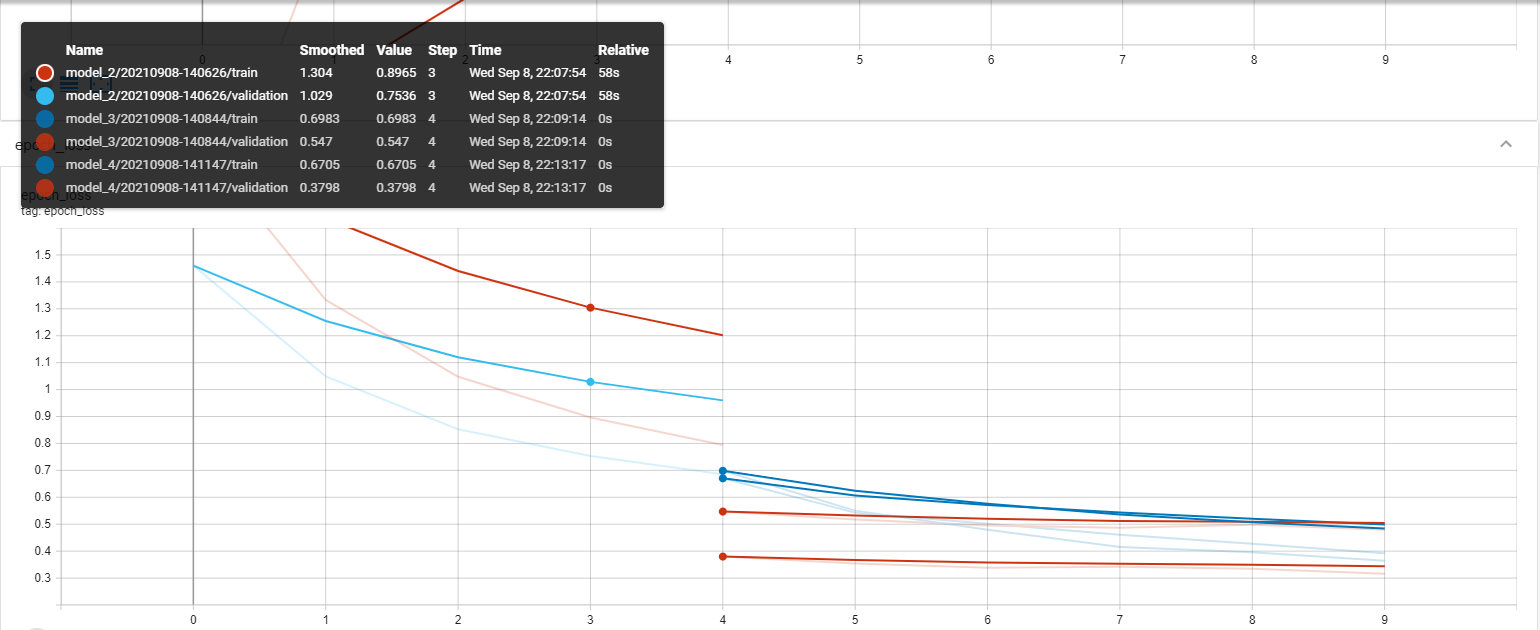 Name Smoothed Value Step Time Relative
model_2/20210908-140626/train 1.304 0.8965 3 Wed Sep 8, 22:07:54 58s
model_2/20210908-140626/validation 1.029 0.7536 3 Wed Sep 8, 22:07:54 58s
model_3/20210908-140844/train 0.6983 0.6983 4 Wed Sep 8, 22:09:14 0s
model_3/20210908-140844/validation 0.547 0.547 4 Wed Sep 8, 22:09:14 0s
model_4/20210908-141147/train 0.6705 0.6705 4 Wed Sep 8, 22:13:17 0s
model_4/20210908-141147/validation 0.3798 0.3798 4 Wed Sep 8, 22:13:17 0s
0 4 5 6 7 8 9
epoch_loss
epoch_loss
tag: epoch_loss
1.5
1.4
1.3
1.2
1.1
1
0.9
0.8
0.7
0.6
0.5
0.4
0.3
0 1 2 3 4 5 6 7 8 9